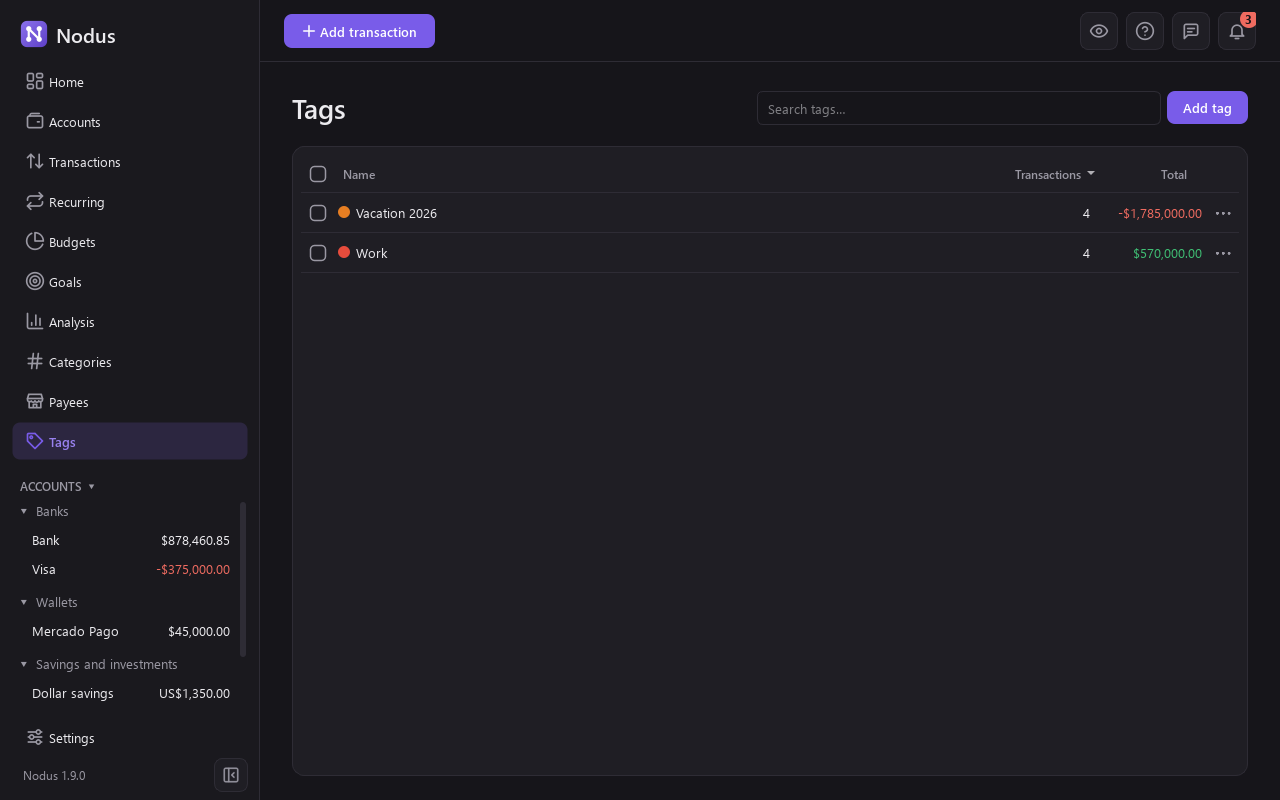 Nodus
Add transaction
3
Home
Accounts
Transactions
Recurring
Budgets
Goals
Analysis
Categories
Payees
Tags
ACCOUNTS
Banks
Bank $878,460.85
Visa -$375,000.00
Wallets
Mercado Pago $45,000.00
Savings and investments
Dollar savings US$1,350.00
Settings
Nodus 1.9.0
Tags
Search tags...
Add tag
Name Transactions Total
Vacation 2026 4 -$1,785,000.00
Work 4 $570,000.00